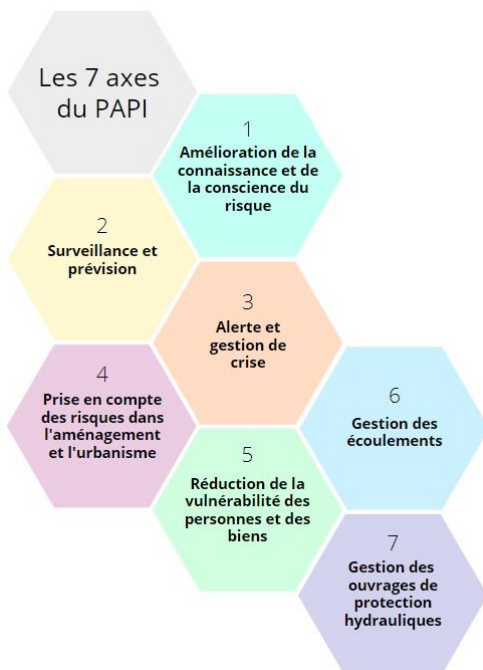 Les 7 axes
du PAPI
1
Amélioration de la
connaissance et de
la conscience du
risque
2
Surveillance et
prévision
3
Alerte et
gestion de
crise
4
Prise en compte
des risques dans
l'aménagement
et l'urbanisme
5
Réduction de la
vulnérabilité des
personnes et des
biens
6
Gestion des
écoulements
7
Gestion des
ouvrages de
protection
hydrauliques